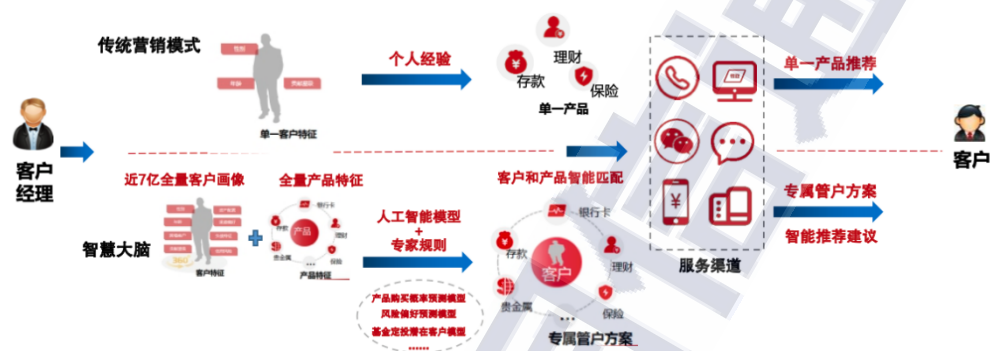 传统营销模式
性别
年龄
单一客户特征
个人经验
理财
存款
保险
单一产品
单一产品推荐
客户
经理
客户
近7亿全量客户画像
全量产品特征
客户和产品智能匹配
智慧大脑
360°
客户特征
银行卡
存款
产品
理财
贵金属
保险
...
产品特征
人工智能模型
+
专家规则
产品购买概率预测模型
风险偏好预测模型
基金定投潜在客户模型
......
银行卡
存款
客户
理财
贵金属
保险
...
专属管户方案
服务渠道
专属管户方案
智能推荐建议